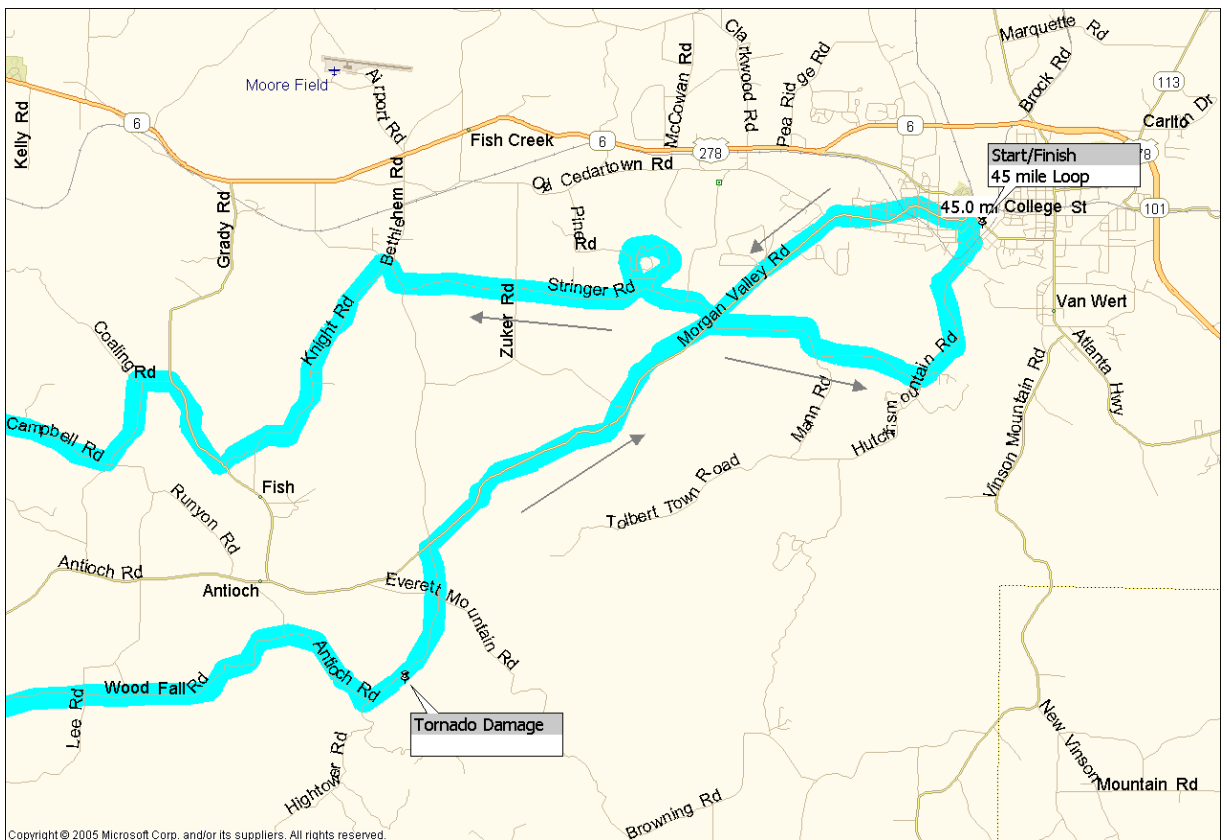 Marquette Rd
Clarkwood Rd
McCowan Rd
Pea Ridge Rd
Brock Rd
113
Carlton Dr
Moore Field
Airport Rd
Kelly Rd
6
Fish Creek
6
278
6
78
Start/Finish
45 mile Loop
45.0 mi
College St
101
Old Cedartown Rd
Grady Rd
Bethlehem Rd
Pine Rd
Stringer Rd
Morgan Valley Rd
Zuker Rd
Knight Rd
Van Wert
Atlanta Hwy
Coaling Rd
Campbell Rd
Mann Rd
Mountain Rd
Vinson Mountain Rd
Fish
Runyon Rd
Tolbert Town Road
Antioch Rd
Antioch
Everett Mountain Rd
Antioch Rd
Wood Fall Rd
Lee Rd
Tornado Damage
Hightower Rd
New Vinson
Mountain Rd
Browning Rd
Copyright © 2005 Microsoft Corp. and/or its suppliers. All rights reserved.